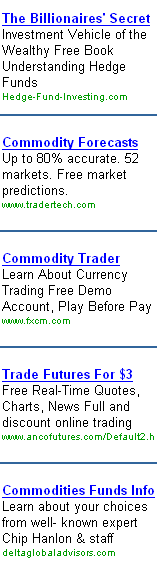 The Billionaires' Secret
Investment Vehicle of the
Wealthy Free Book
Understanding Hedge
Funds
Hedge-Fund-Investing.com
Commodity Forecasts
Up to 80% accurate. 52
markets. Free market
predictions.
www.tradertech.com
Commodity Trader
Learn About Currency
Trading Free Demo
Account, Play Before Pay
www.fxcm.com
Trade Futures For $3
Free Real-Time Quotes,
Charts, News Full and
discount online trading
www.ancofutures.com/Default2.h
Commodities Funds Info
Learn about your choices
from well- known expert
Chip Hanlon & staff
deltaglobaladvisors.com